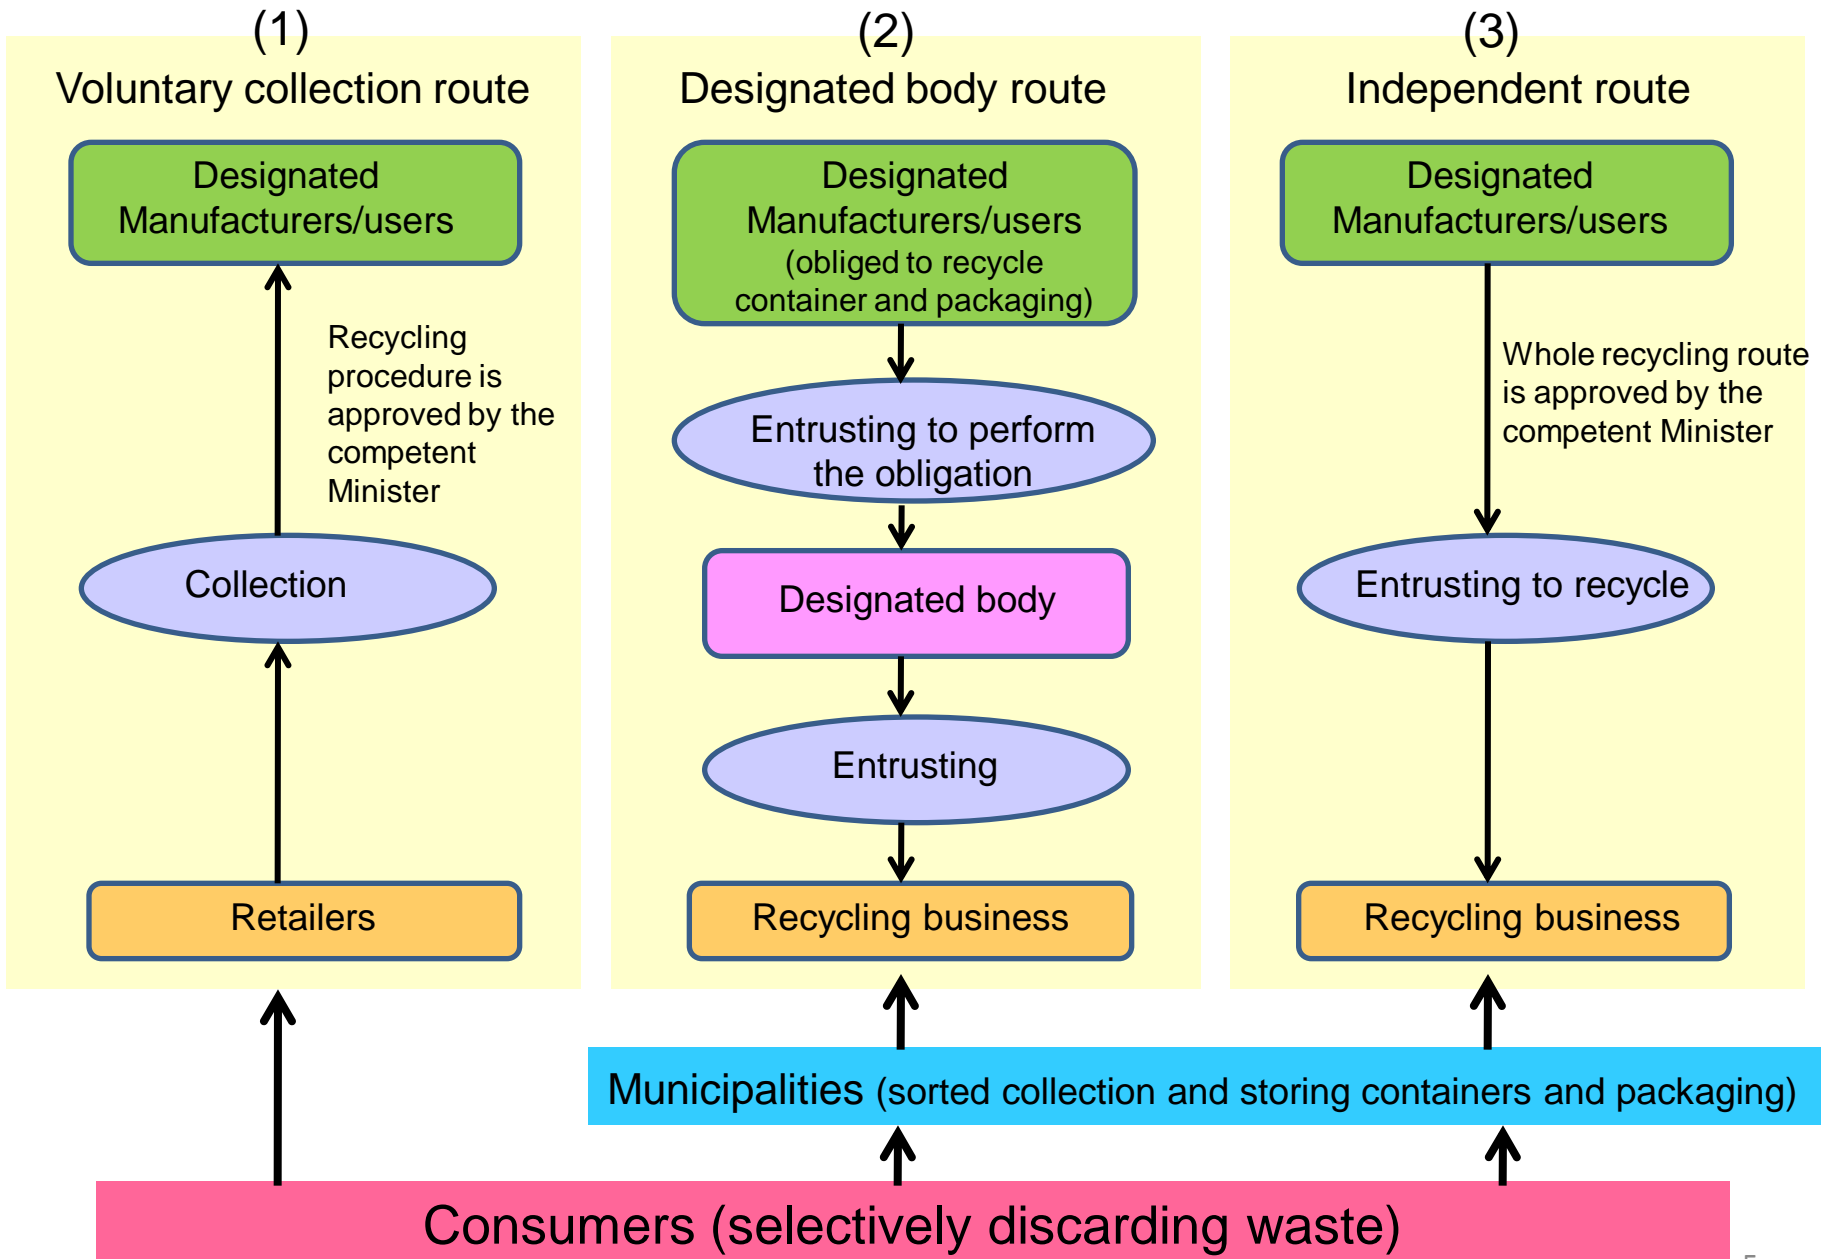 (1)
Voluntary collection route
Designated
Manufacturers/users
Recycling
procedure is
approved by the
competent
Minister
Collection
Retailers
(2)
Designated body route
Designated
Manufacturers/users
(obliged to recycle
container and packaging)
Entrusting to perform
the obligation
Designated body
Entrusting
Recycling business
(3)
Independent route
Designated
Manufacturers/users
Whole recycling route
is approved by the
competent Minister
Entrusting to recycle
Recycling business
Municipalities (sorted collection and storing containers and packaging)
Consumers (selectively discarding waste)